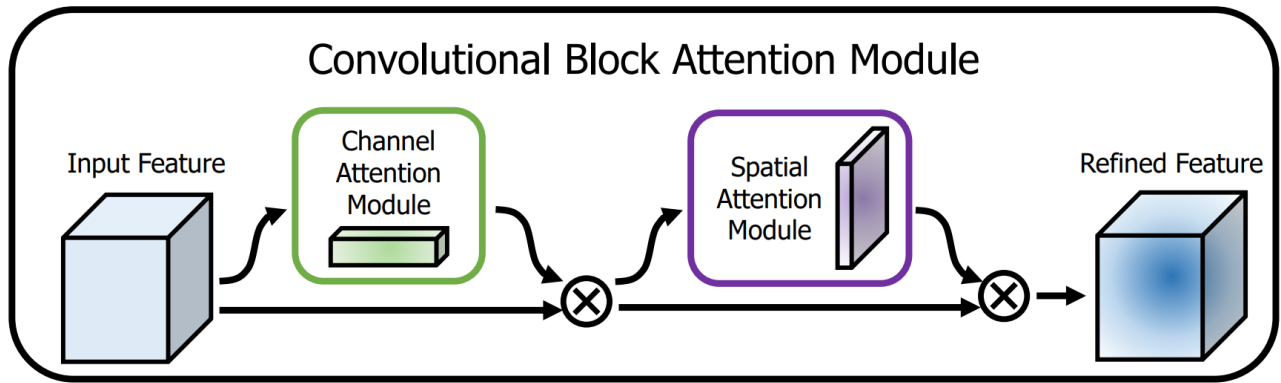 Convolutional Block Attention Module
Input Feature
Channel
Attention
Module
Spatial
Attention
Module
Refined Feature